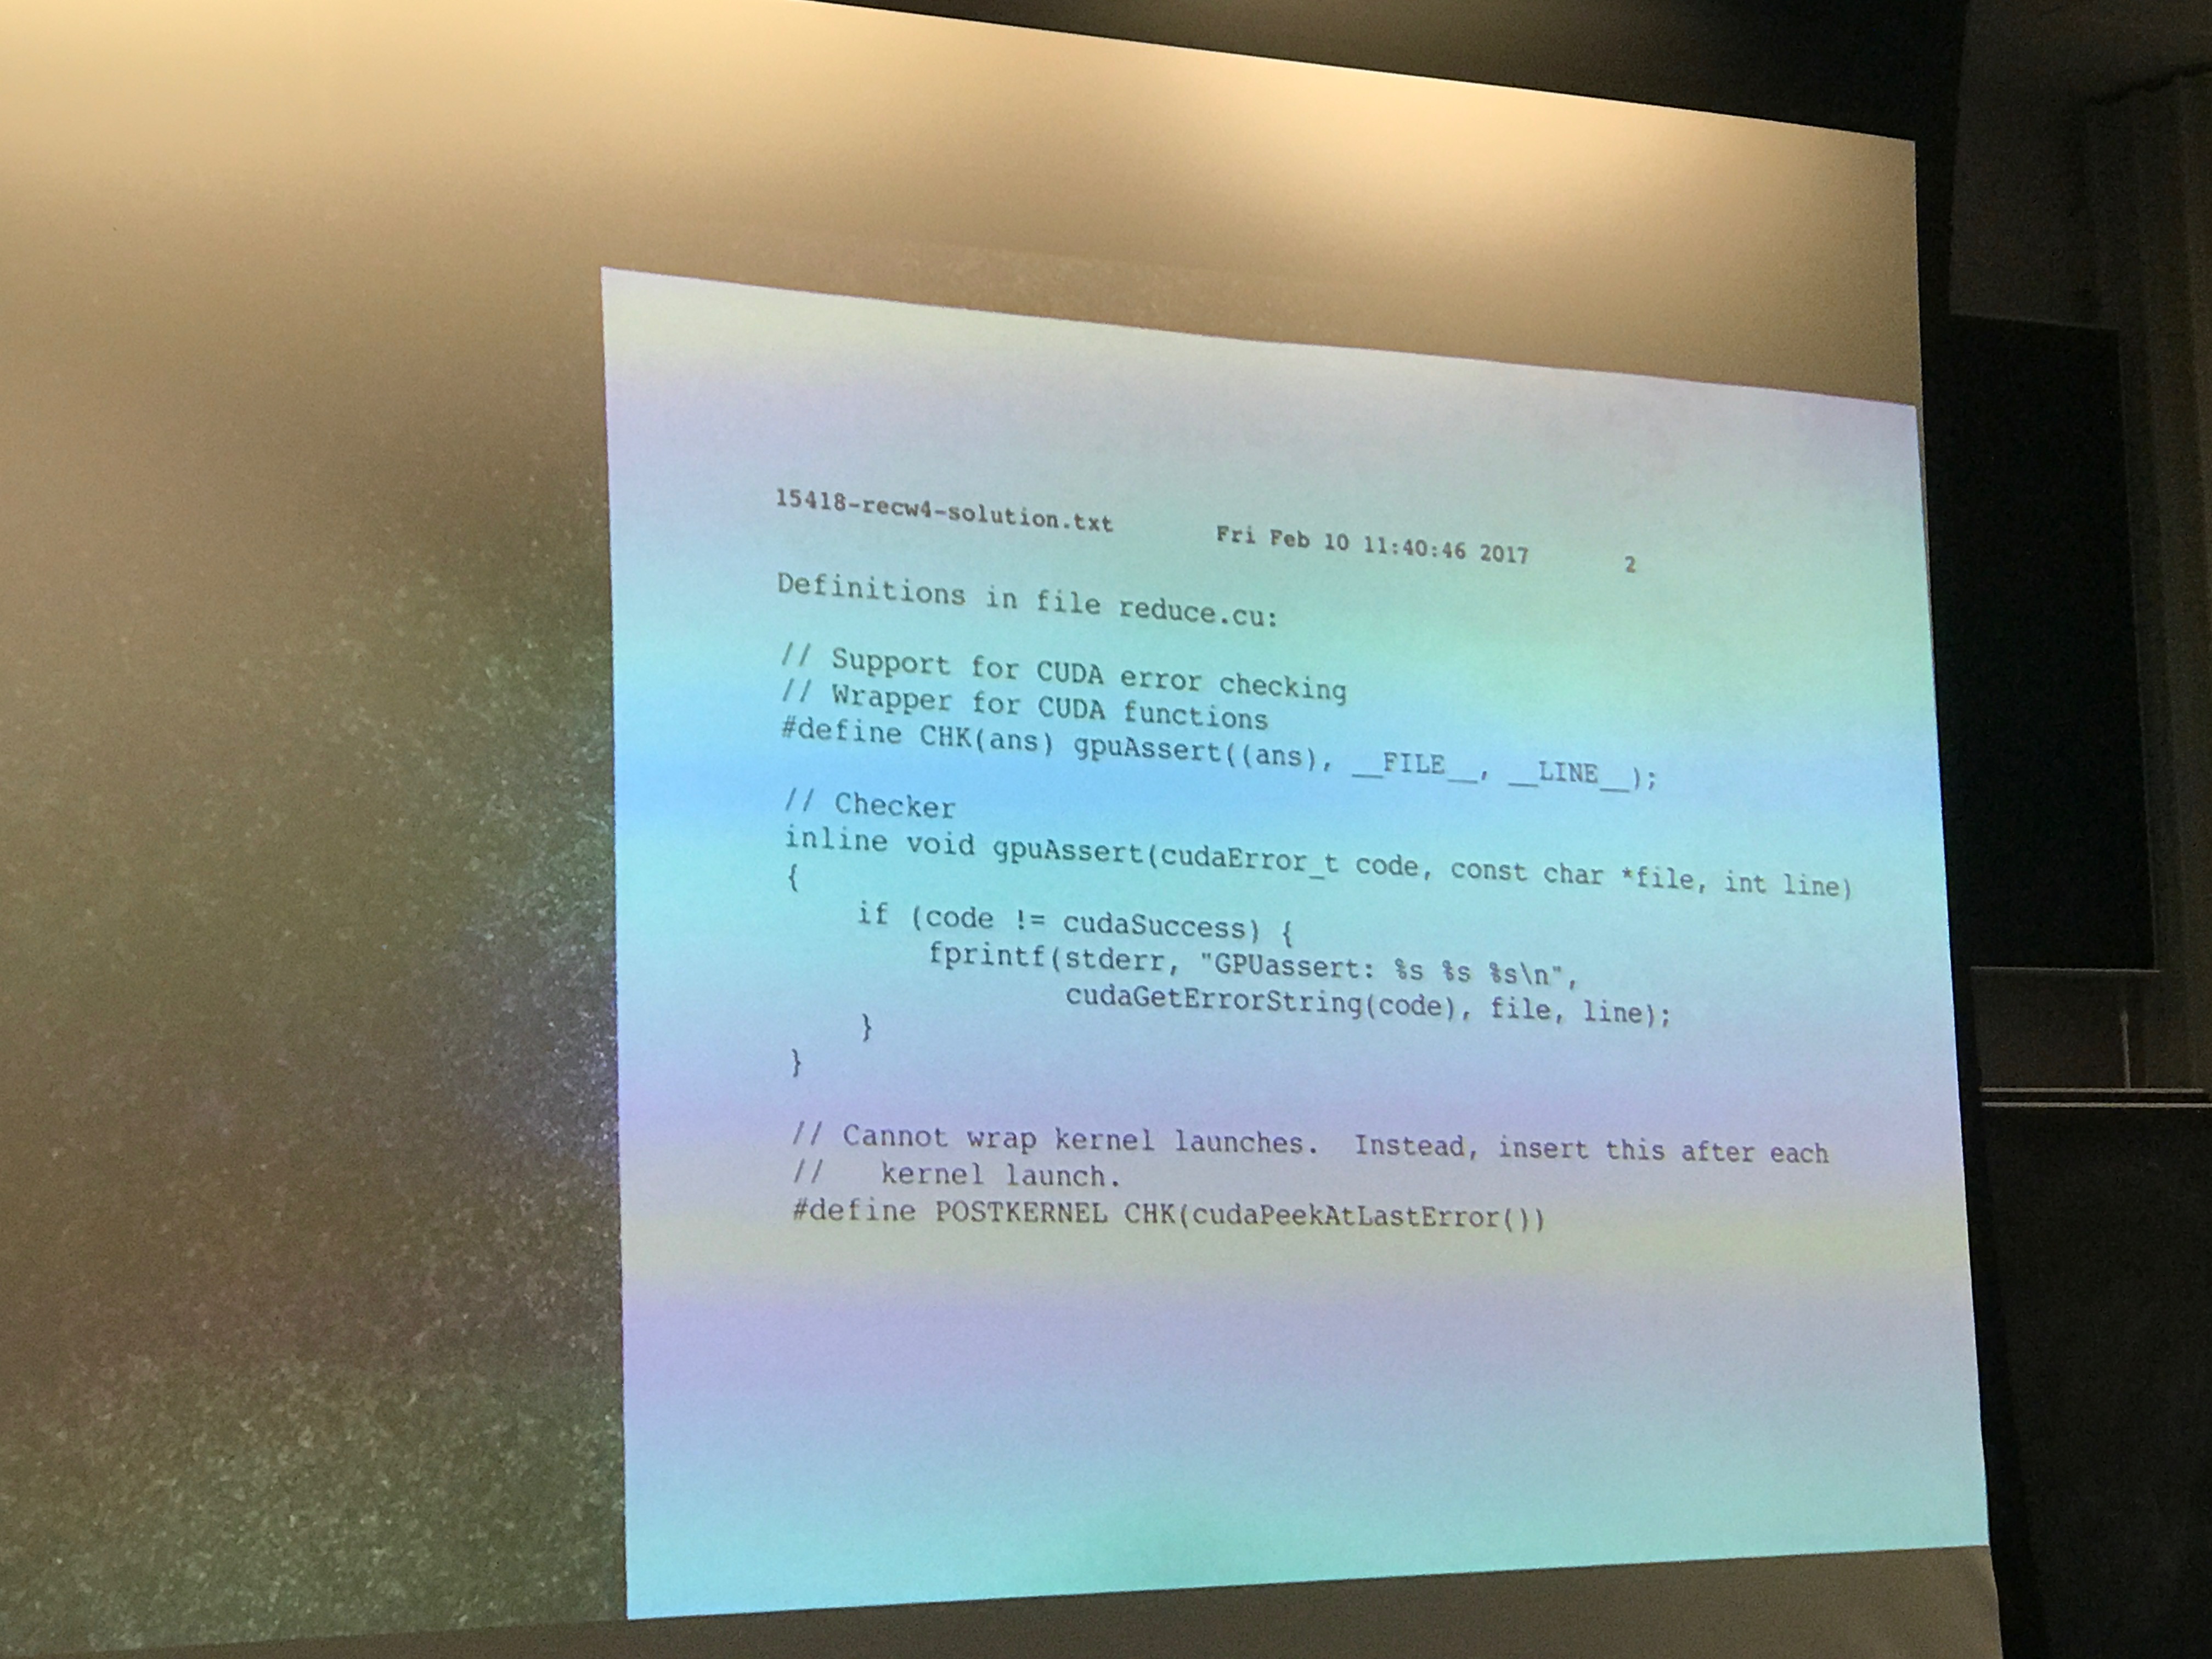 15418-recw4-solution.txt Fri Feb 10 11:40:46 2017 2
Definitions in file reduce.cu:
// Support for CUDA error checking
// Wrapper for CUDA functions
#define CHK(ans) gpuAssert((ans), __FILE__, __LINE__);
// Checker
inline void gpuAssert(cudaError_t code, const char *file, int line)
{
if (code != cudaSuccess) {
fprintf(stderr, "GPUassert: %s %s %s\n",
cudaGetErrorString(code), file, line);
}
}
// Cannot wrap kernel launches.  Instead, insert this after each
//   kernel launch.
#define POSTKERNEL CHK(cudaPeekAtLastError())